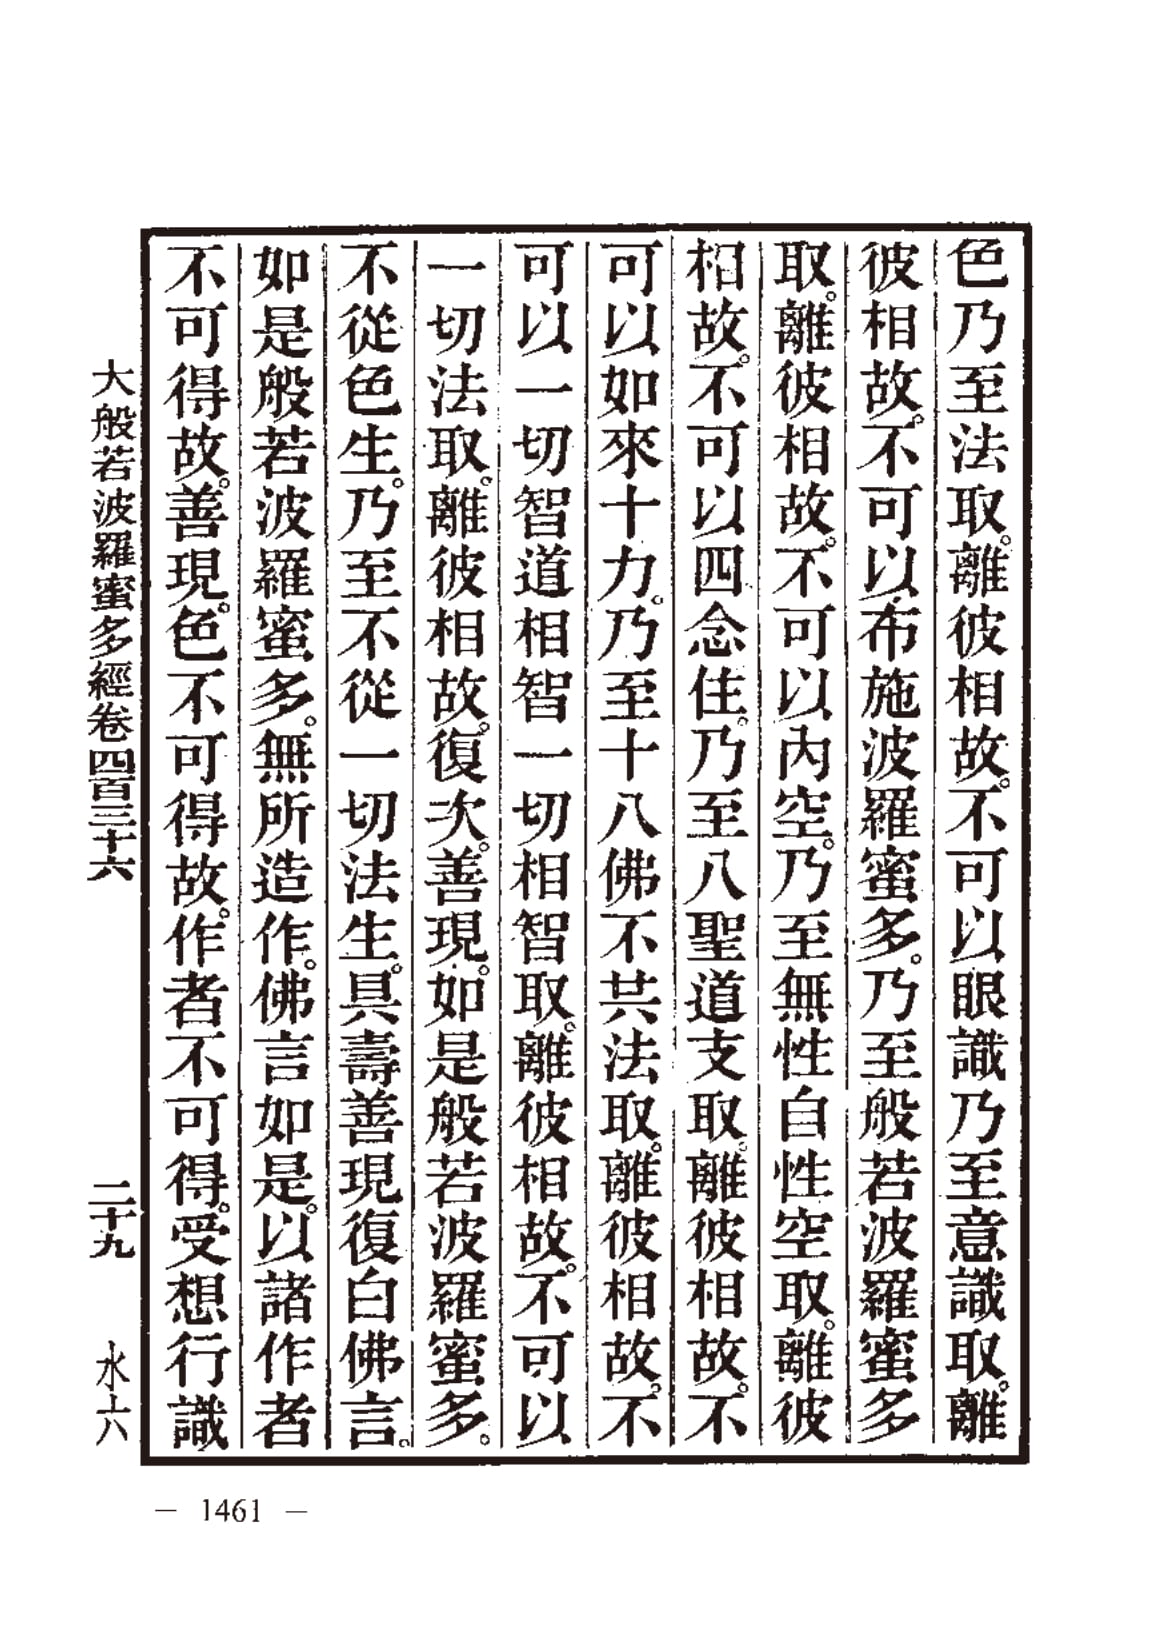 色乃至法取。離彼相故。不可以眼識乃至意識取。離
彼相故。不可以布施波羅蜜多。乃至般若波羅蜜多
取。離彼相故。不可以內空。乃至無性自性空取。離彼
相故。不可以四念住。乃至八聖道支取。離彼相故。不
可以如來十力。乃至十八佛不共法取。離彼相故。不
可以一切智道相智一切相智取。離彼相故。不可以
一切法取。離彼相故。復次。善現。如是般若波羅蜜多。
不從色生。乃至不從一切法生。具壽善現復白佛言。
如是般若波羅蜜多。無所造作。佛言如是。以諸作者
不可得故。善現。色不可得故。作者不可得。受想行識
大般若波羅蜜多經卷四百三十六 二十九 水六
— 1461 —